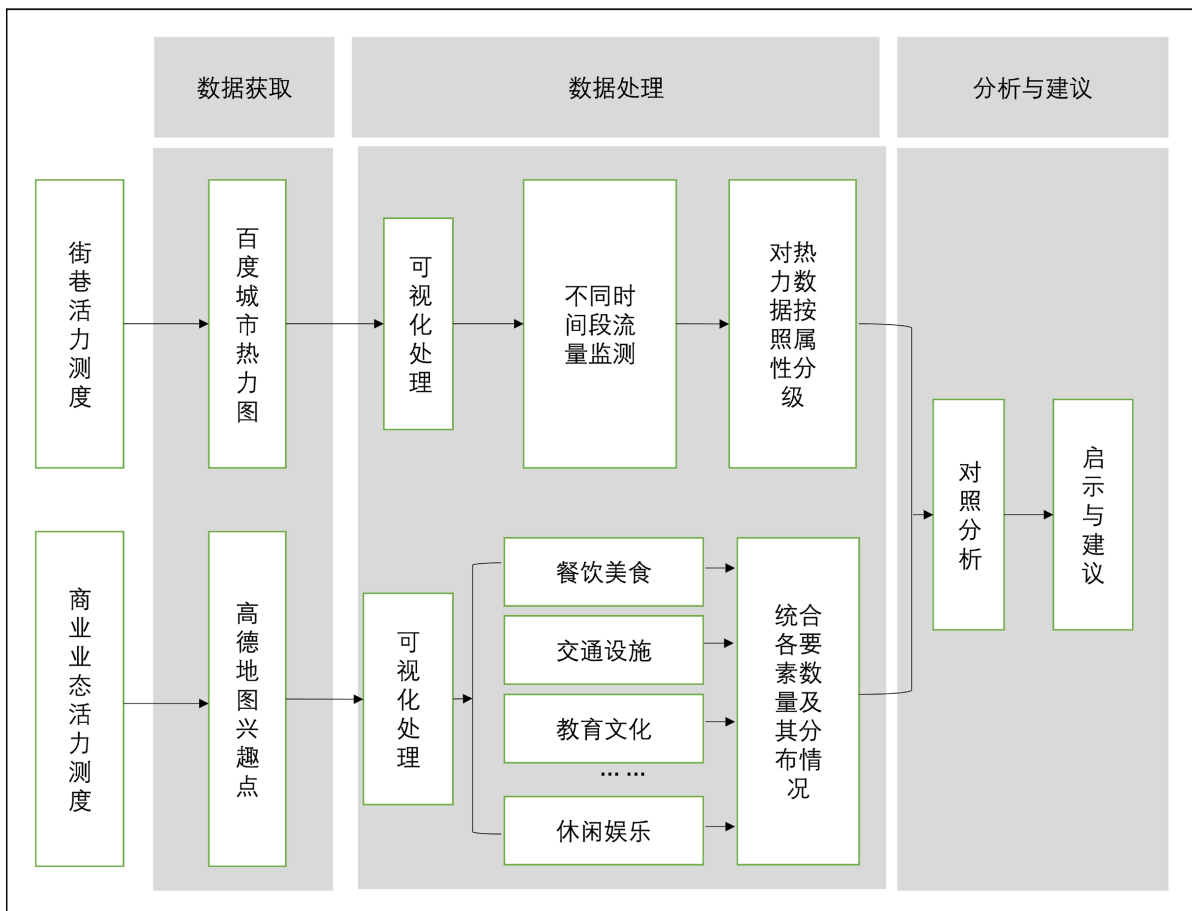 数据获取
数据处理
分析与建议
街巷活力测度
百度城市热力图
可视化处理
不同时
间段流
量监测
对热
力数
据按
照属
性分
级
对照分析
启示与建议
商业业态活力测度
高德地图兴趣点
可视化处理
餐饮美食
交通设施
教育文化
... ...
休闲娱乐
统合
各要
素数
量及
其分
布情
况